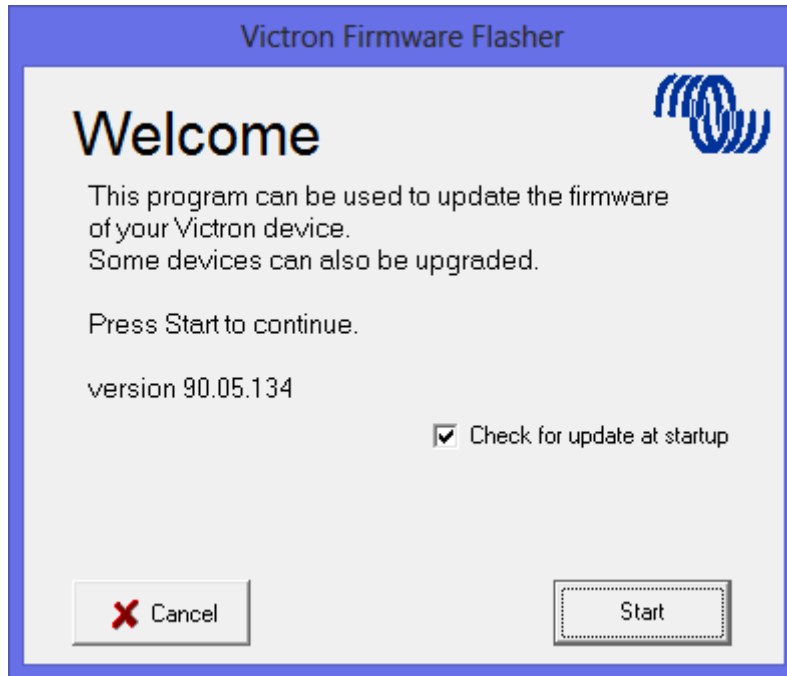 Victron Firmware Flasher
Welcome
This program can be used to update the firmware
of your Victron device.
Some devices can also be upgraded.
Press Start to continue.
version 90.05.134
Check for update at startup
Cancel
Start